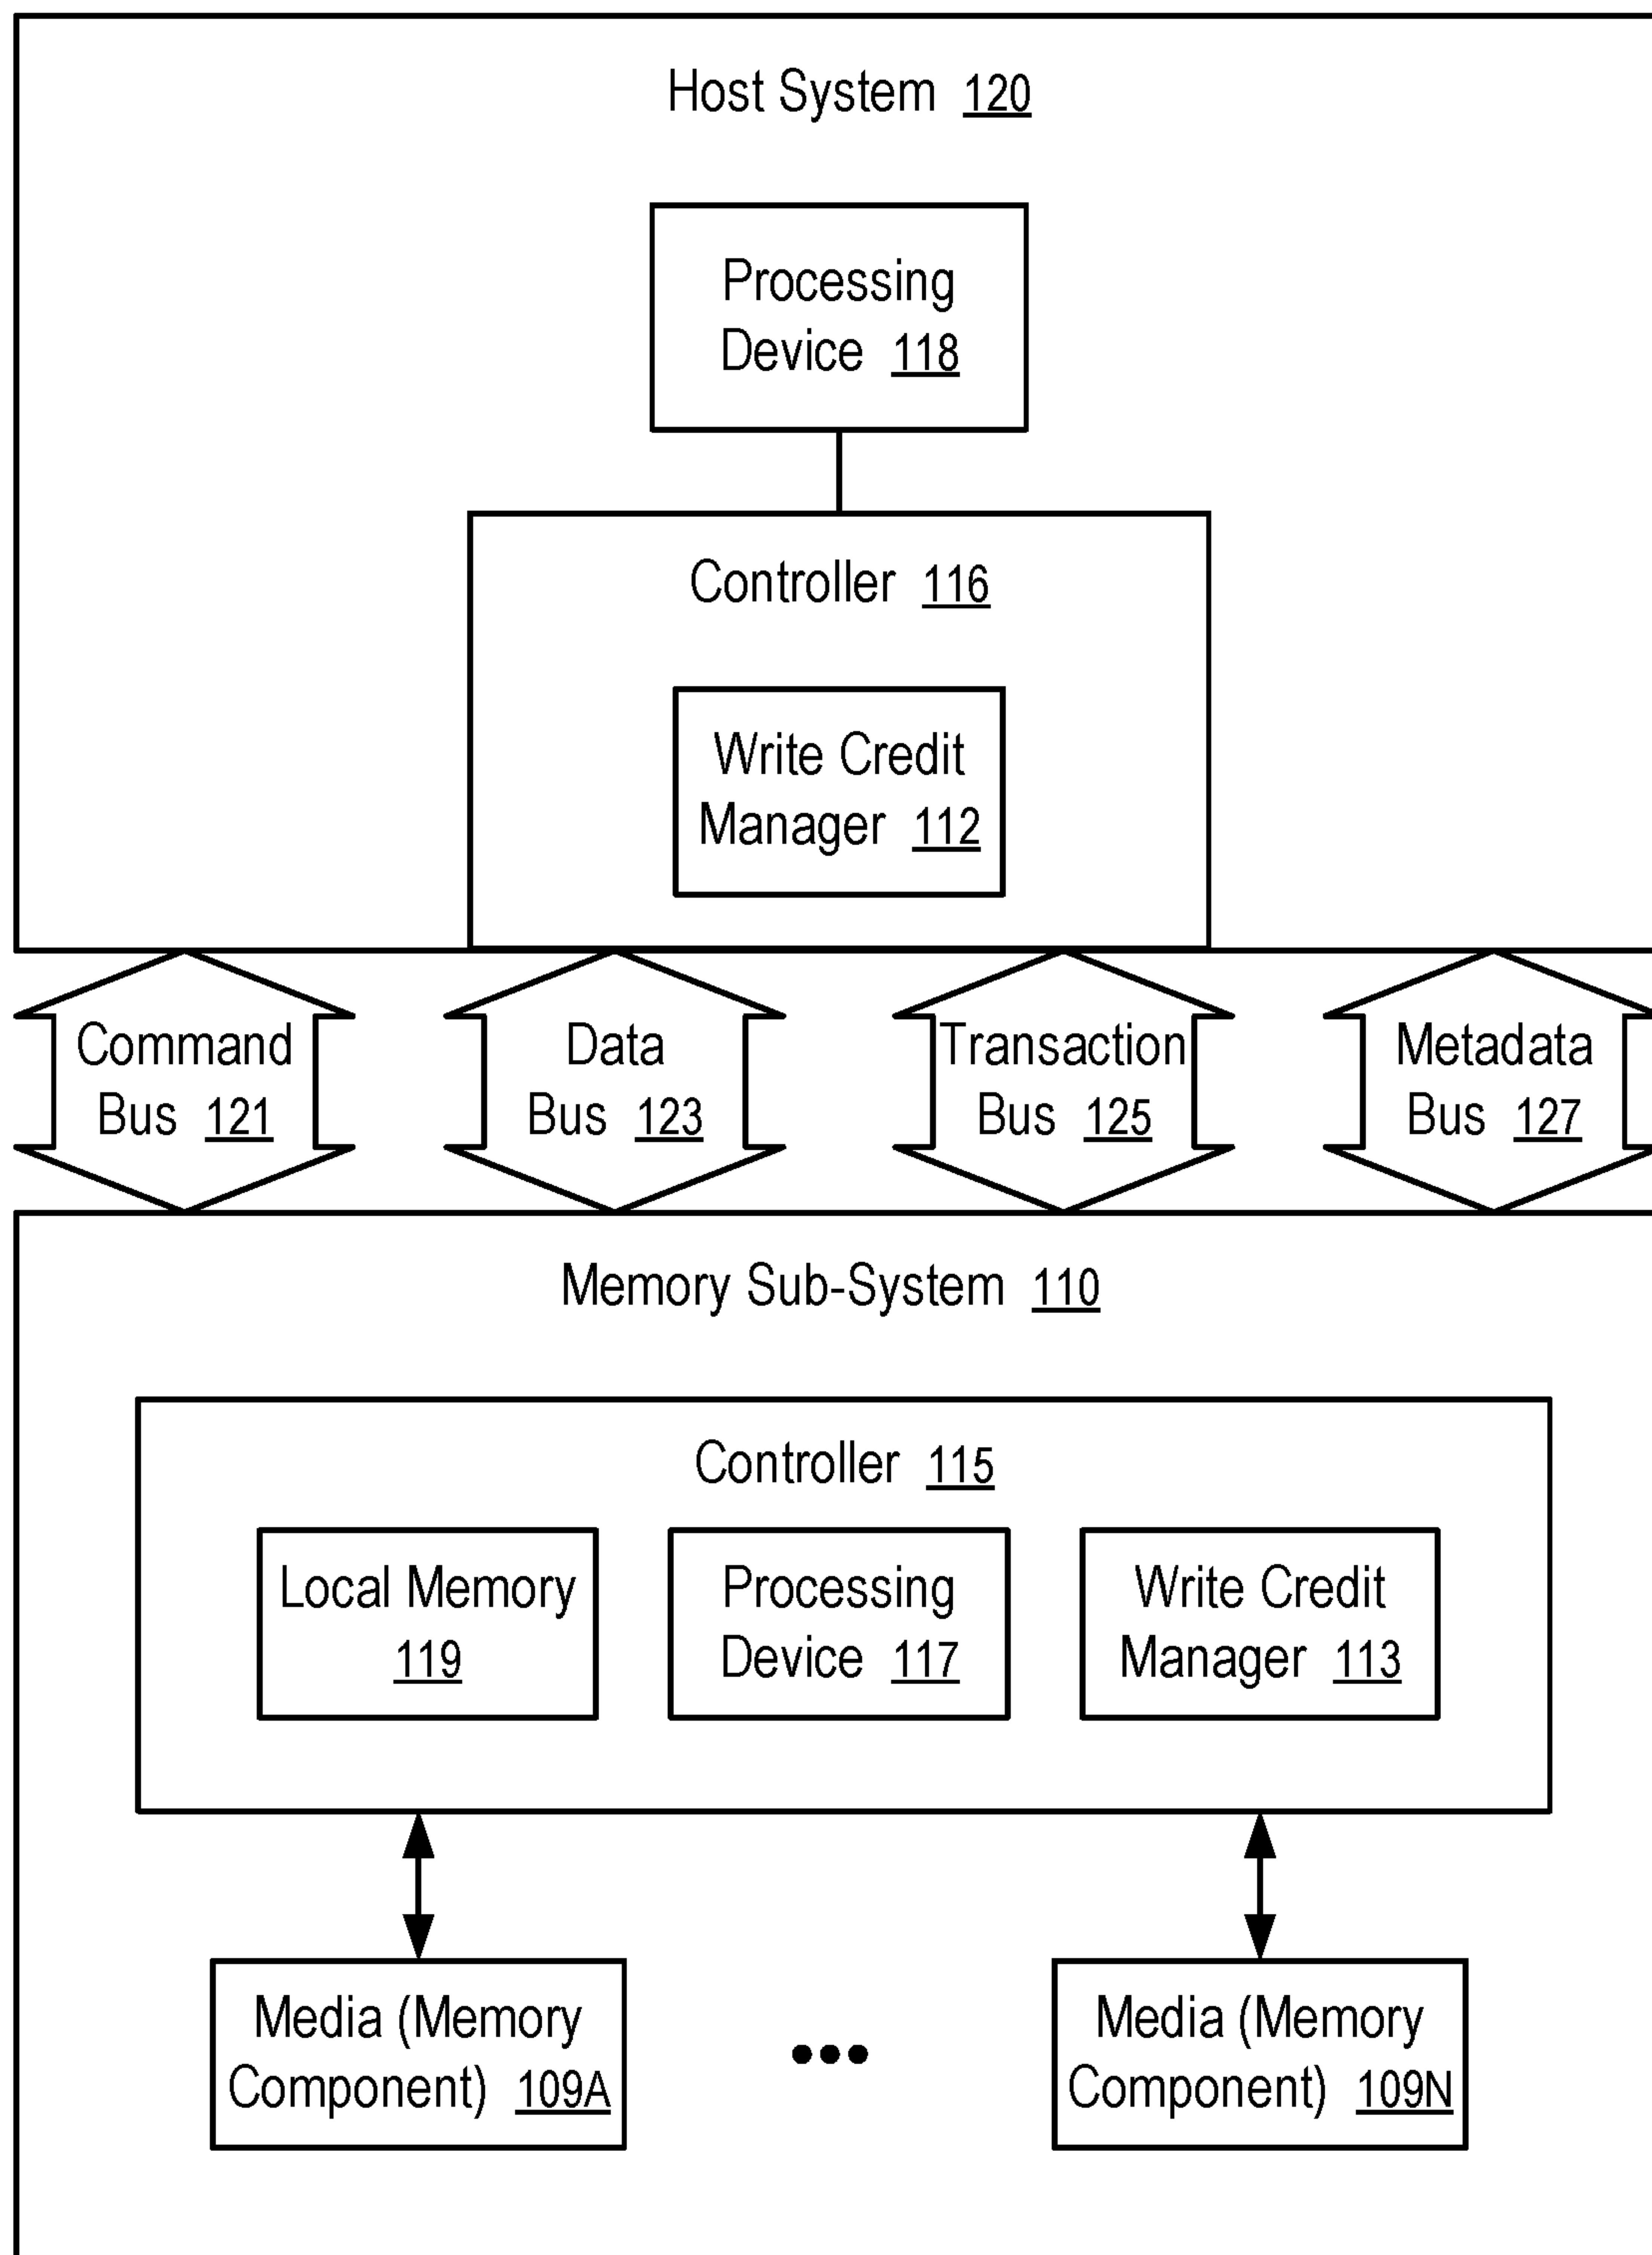 Host System 120
Processing
Device 118
Controller 116
Write Credit
Manager 112
Command
Bus 121
Data
Bus 123
Transaction
Bus 125
Metadata
Bus 127
Memory Sub-System 110
Controller 115
Local Memory
119
Processing
Device 117
Write Credit
Manager 113
Media (Memory
Component) 109A
Media (Memory
Component) 109N